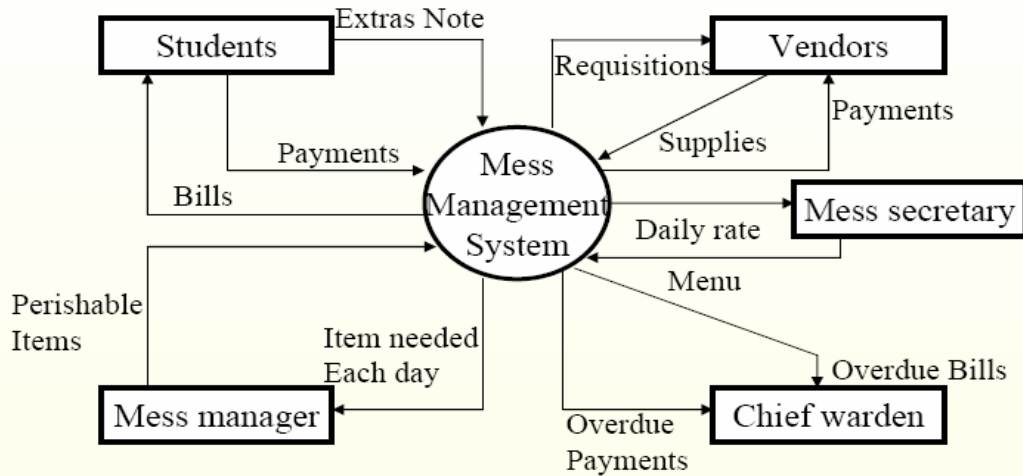 Extras Note
Students
Vendors
Requisitions
Payments
Supplies
Payments
Bills
Mess
Management
System
Mess secretary
Daily rate
Menu
Perishable
Items
Item needed
Each day
Overdue Bills
Mess manager
Chief warden
Overdue
Payments